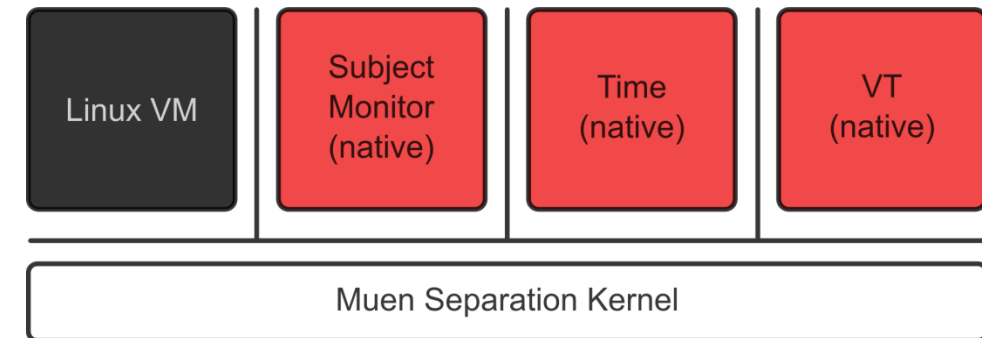 Linux VM
Subject
Monitor
(native)
Time
(native)
VT
(native)
Muen Separation Kernel